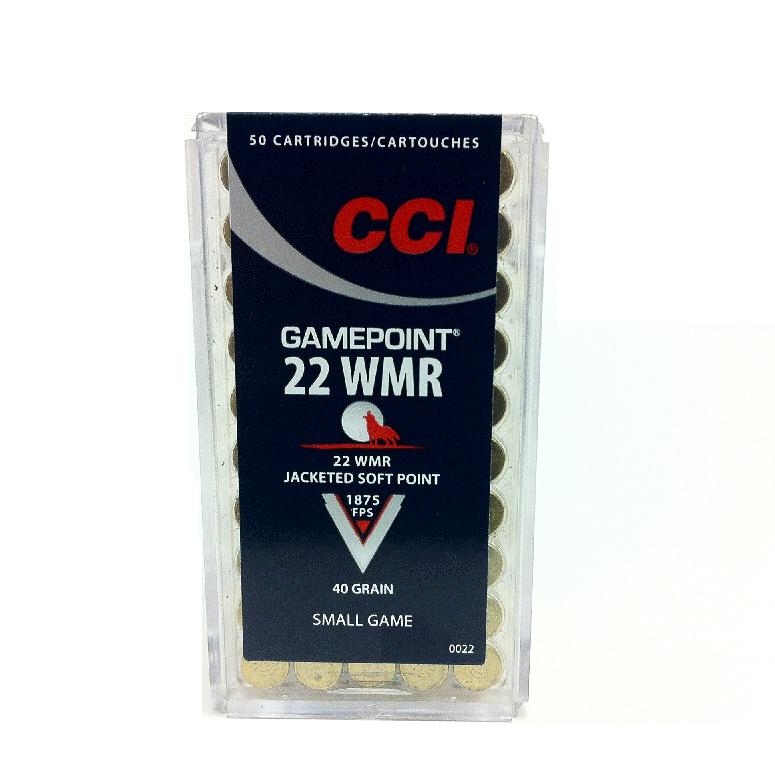 50 CARTRIDGES/CARTOUCHES
CCI®
GAMEPOINT®
22 WMR
22 WMR
JACKETED SOFT POINT
1875
FPS
40 GRAIN
SMALL GAME
0022